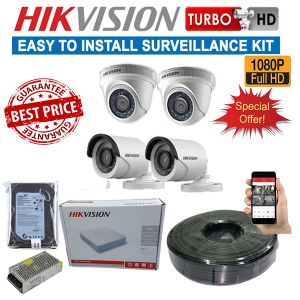 HIKVISION TURBO HD
EASY TO INSTALL SURVEILLANCE KIT
1080P
Full HD
GUARANTEE
BEST PRICE
GUARANTEE
Special
Offer!
HIKVISION